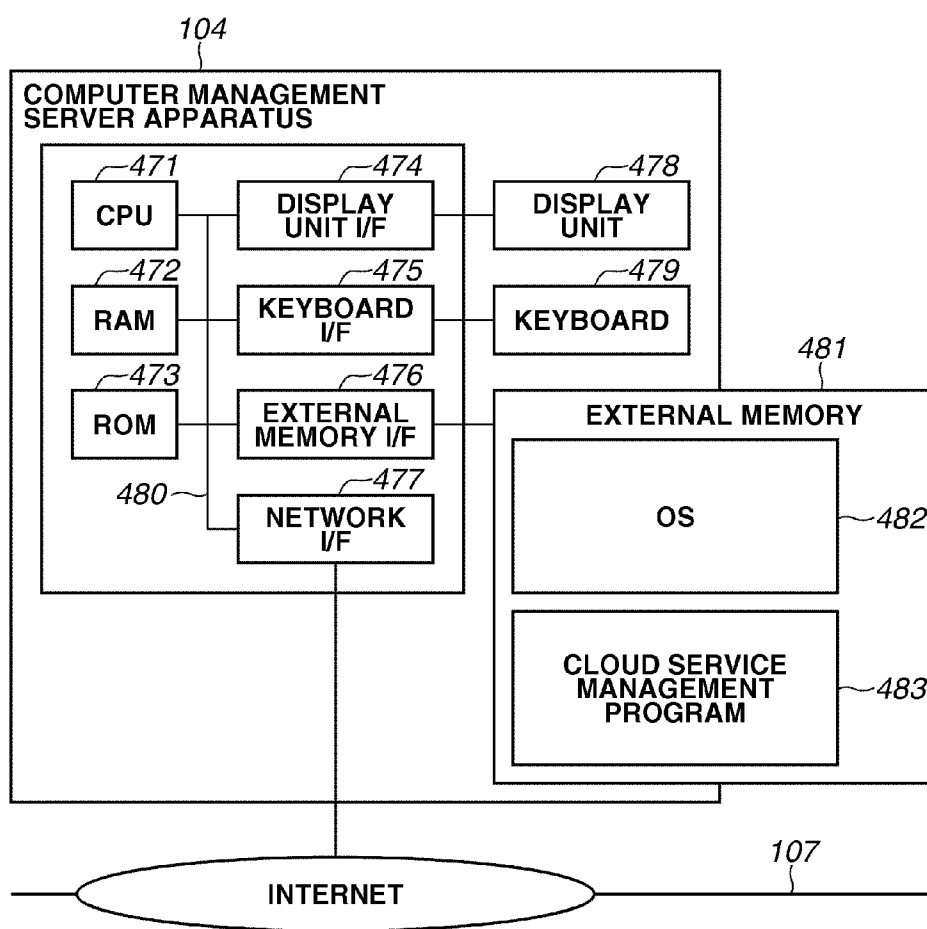 104
COMPUTER MANAGEMENT
SERVER APPARATUS
471
CPU
474
DISPLAY
UNIT I/F
478
DISPLAY
UNIT
472
RAM
475
KEYBOARD
I/F
479
KEYBOARD
473
ROM
476
EXTERNAL
MEMORY I/F
481
EXTERNAL MEMORY
480
477
NETWORK
I/F
OS
482
CLOUD SERVICE
MANAGEMENT
PROGRAM
483
INTERNET
107